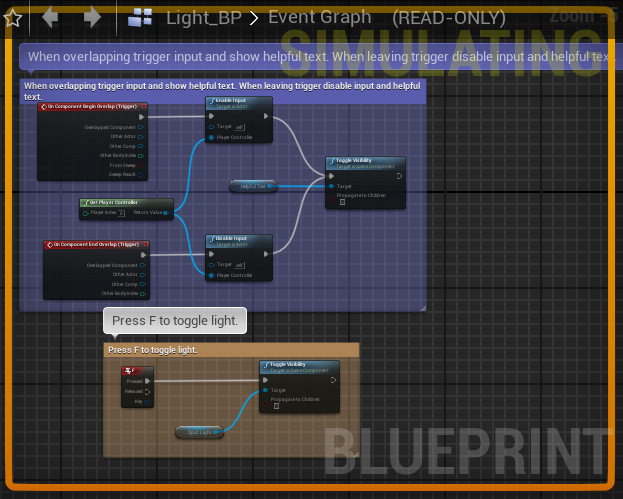 Light_BP > Event Graph (READ-ONLY) Zoom -5
SIMULATING
When overlapping trigger input and show helpful text. When leaving trigger disable input and helpful text.
When overlapping trigger input and show helpful text. When leaving trigger disable input and helpful
text.
On Component Begin Overlap (Trigger)
Overlapped Component
Other Actor
Other Comp
Other Body Index
From Sweep
Sweep Result
Enable Input
Target is Actor
Target self
Player Controller
Toggle Visibility
Target is Scene Component
Target
Propagate to Children
Helpful Text
Get Player Controller
Player Index 0 Return Value
On Component End Overlap (Trigger)
Overlapped Component
Other Actor
Other Comp
Other Body Index
Disable Input
Target is Actor
Target self
Player Controller
Press F to toggle light.
Press F to toggle light.
F
Pressed
Released
Key
Toggle Visibility
Target is Scene Component
Target
Propagate to Children
Spot Light
BLUEPRINT